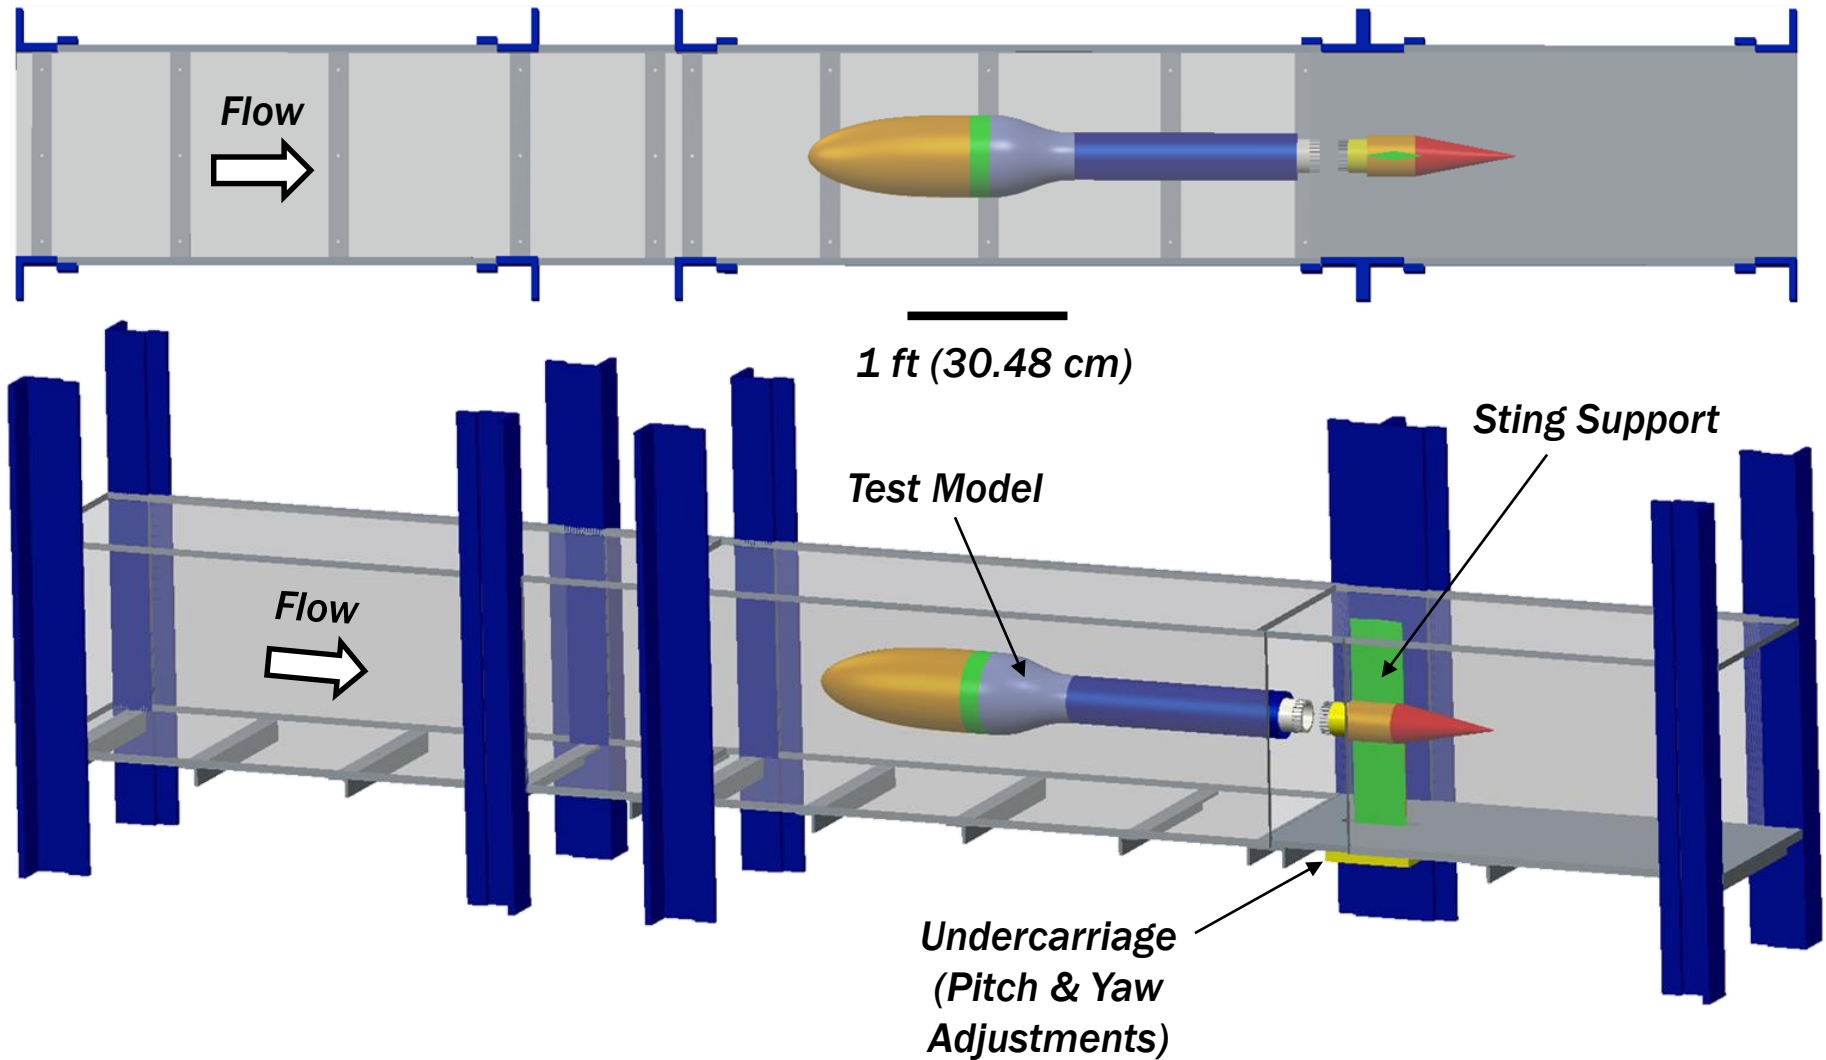 Flow
1 ft (30.48 cm)
Sting Support
Test Model
Flow
Undercarriage
(Pitch & Yaw
Adjustments)